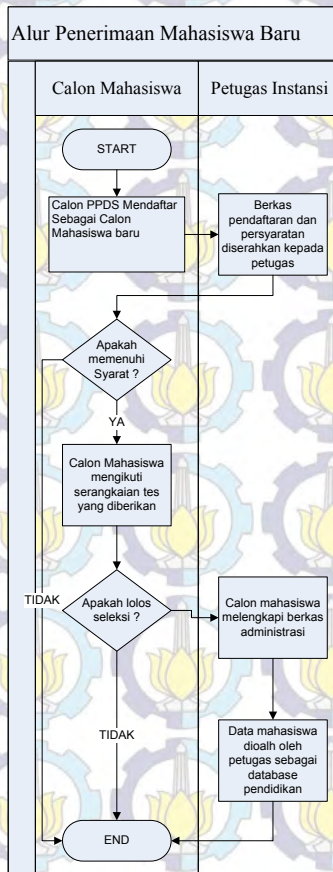 Alur Penerimaan Mahasiswa Baru
Calon Mahasiswa
Petugas Instansi
START
Calon PPDS Mendaftar
Sebagai Calon
Mahasiswa baru
Berkas
pendaftaran dan
persyaratan
diserahkan kepada
petugas
Apakah
memenuhi
Syarat ?
YA
Calon Mahasiswa
mengikuti
serangkaian tes
yang diberikan
TIDAK
Apakah lolos
seleksi ?
Calon mahasiswa
melengkapi berkas
administrasi
TIDAK
Data mahasiswa
dioalh oleh
petugas sebagai
database
pendidikan
END